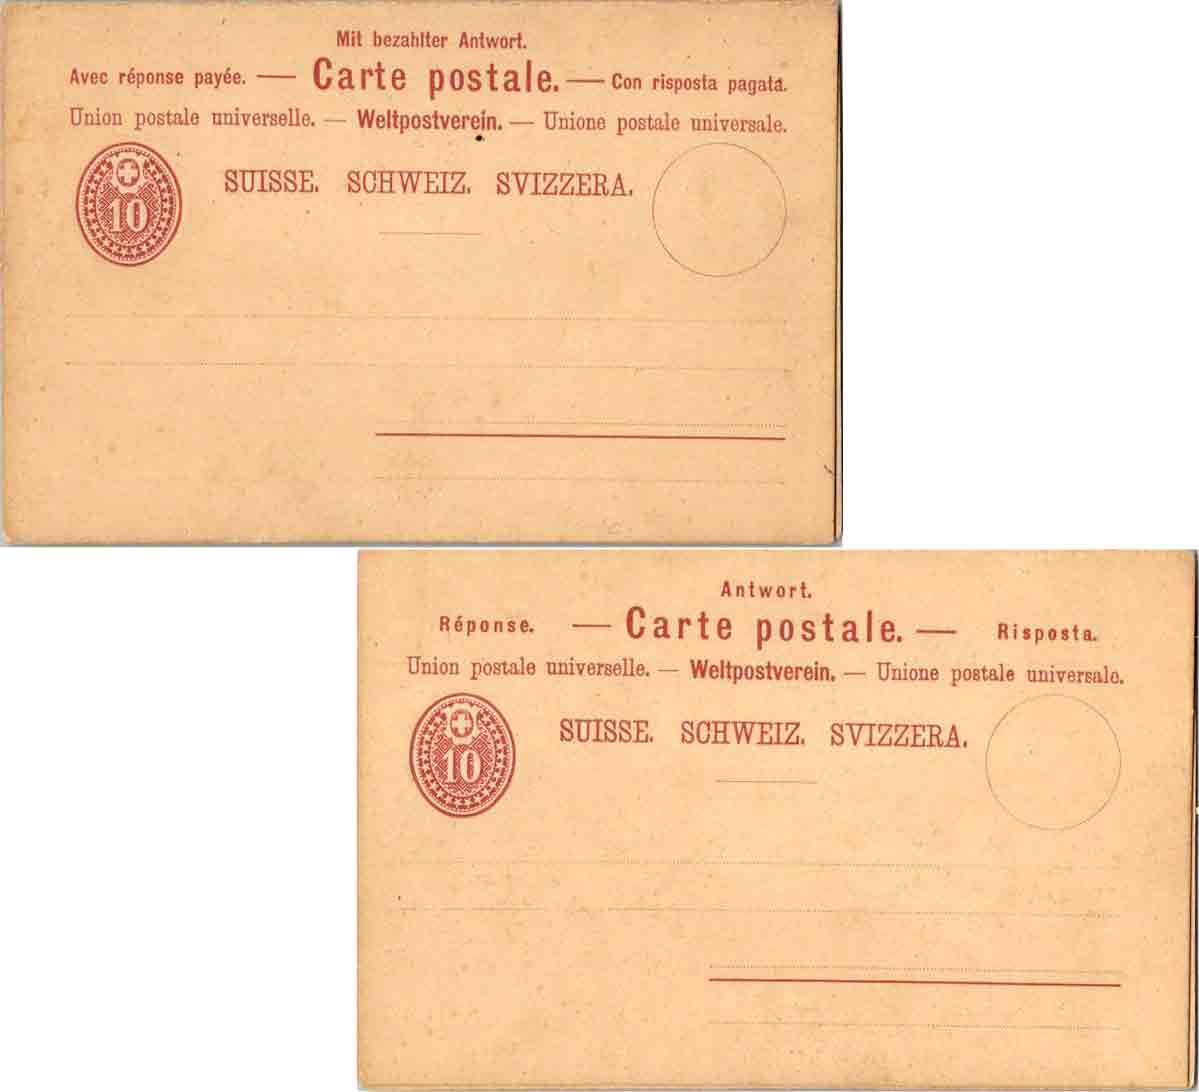 Mit bezahlter Antwort.
Avec réponse payée. — Carte postale. — Con risposta pagata.
Union postale universelle. — Weltpostverein. — Unione postale universale.
10
SUISSE. SCHWEIZ. SVIZZERA.
Antwort.
Réponse. — Carte postale. — Risposta.
Union postale universelle. — Weltpostverein. — Unione postale universale.
10
SUISSE. SCHWEIZ. SVIZZERA.